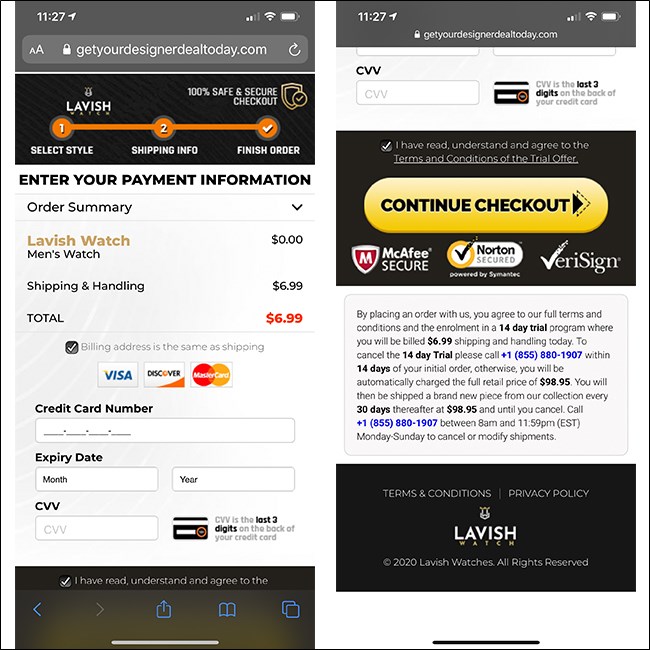 11:27
AA getyourdesignerdealtoday.com
LAVISH
WATCH
100% SAFE & SECURE
CHECKOUT
1 2
SELECT STYLE SHIPPING INFO FINISH ORDER
ENTER YOUR PAYMENT INFORMATION
Order Summary
Lavish Watch $0.00
Men's Watch
Shipping & Handling $6.99
TOTAL $6.99
Billing address is the same as shipping
VISA DISCOVER MasterCard
Credit Card Number
____-____-____-____
Expiry Date
Month Year
CVV
CVV
CVV is the last 3
digits on the back of
your credit card
I have read, understand and agree to the
11:27
getyourdesignerdealtoday.com
CVV
CVV
CVV is the last 3
digits on the back of
your credit card
I have read, understand and agree to the
Terms and Conditions of the Trial Offer.
CONTINUE CHECKOUT
McAfee™
SECURE
Norton
SECURED
powered by Symantec
VeriSign
By placing an order with us, you agree to our full terms and
conditions and the enrolment in a 14 day trial program where
you will be billed $6.99 shipping and handling today. To
cancel the 14 day Trial please call +1 (855) 880-1907 within
14 days of your initial order, otherwise, you will be
automatically charged the full retail price of $98.95. You will
then be shipped a brand new piece from our collection every
30 days thereafter at $98.95 and until you cancel. Call
+1 (855) 880-1907 between 8am and 11:59pm (EST)
Monday-Sunday to cancel or modify shipments.
TERMS & CONDITIONS | PRIVACY POLICY
LAVISH
WATCH
© 2020 Lavish Watches. All Rights Reserved